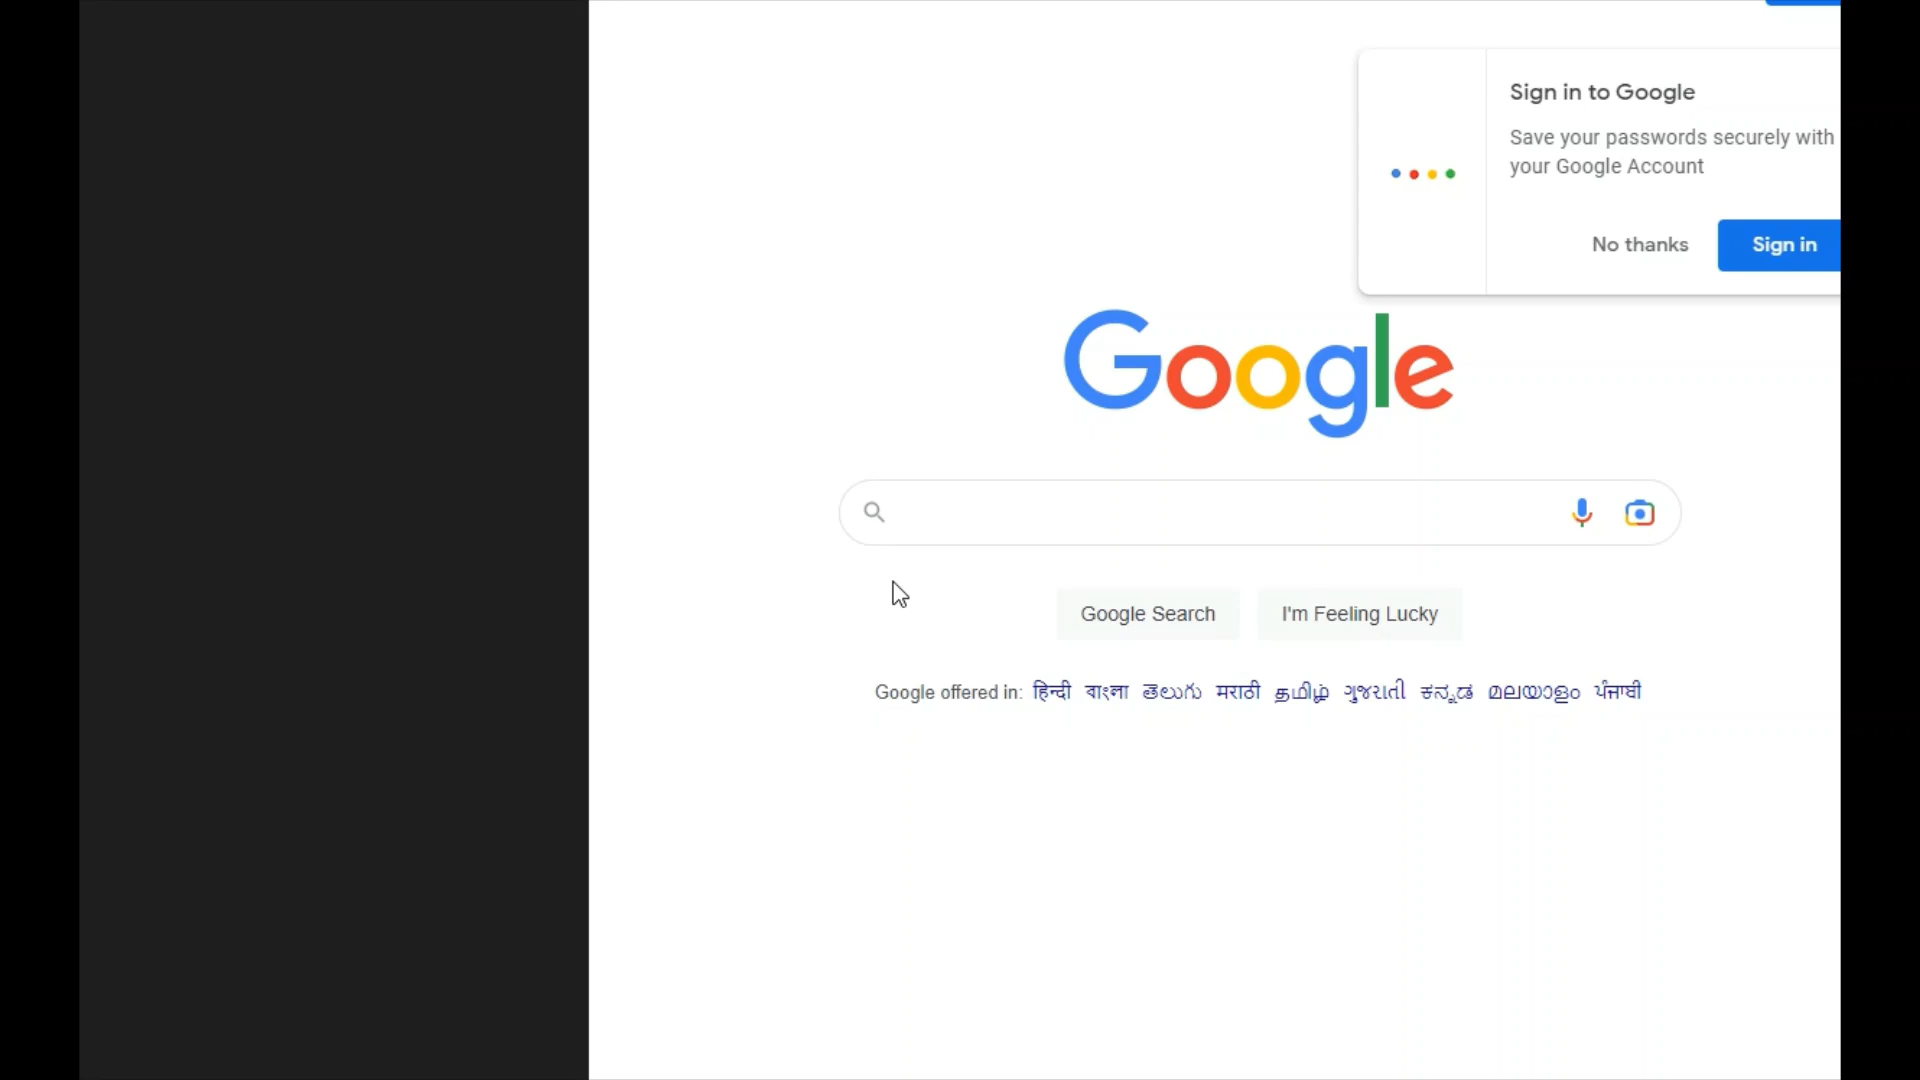 Sign in to Google
Save your passwords securely with
your Google Account
No thanks
Sign in
Google
Google Search
I'm Feeling Lucky
Google offered in: हिन्दी বাংলা తెలుగు मराठी தமிழ் ગુજરાતી ಕನ್ನಡ മലയാളം ਪੰਜਾਬੀ